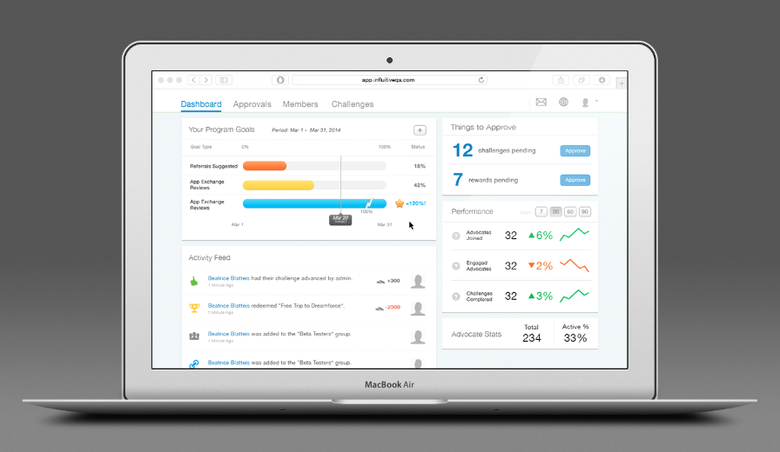 app.influitiveqa.com
Dashboard Approvals Members Challenges
Your Program Goals Period: Mar 1 - Mar 31, 2014 +
Goal Type 0% 100% Status
Referrals Suggested 18%
App Exchange
Reviews 42%
App Exchange
Reviews 100% +120%!
Mar 20
Mar 1 Mar 31
Activity Feed
Beatrice Blatteis had their challenge advanced by admin. +300
1 Minute Ago
Beatrice Blatteis redeemed "Free Trip to Dreamforce". -2300
1 Minute Ago
Beatrice Blatteis was added to the "Beta Testers" group.
1 Minute Ago
Beatrice Blatteis was added to the "Beta Testers" group.
Things to Approve
12 challenges pending Approve
7 rewards pending Approve
Performance 7 30 60 90
? Advocates
Joined 32 6%
? Engaged
Advocates 32 2%
? Challenges
Completed 32 3%
Advocate Stats Total Active %
234 33%
MacBook Air